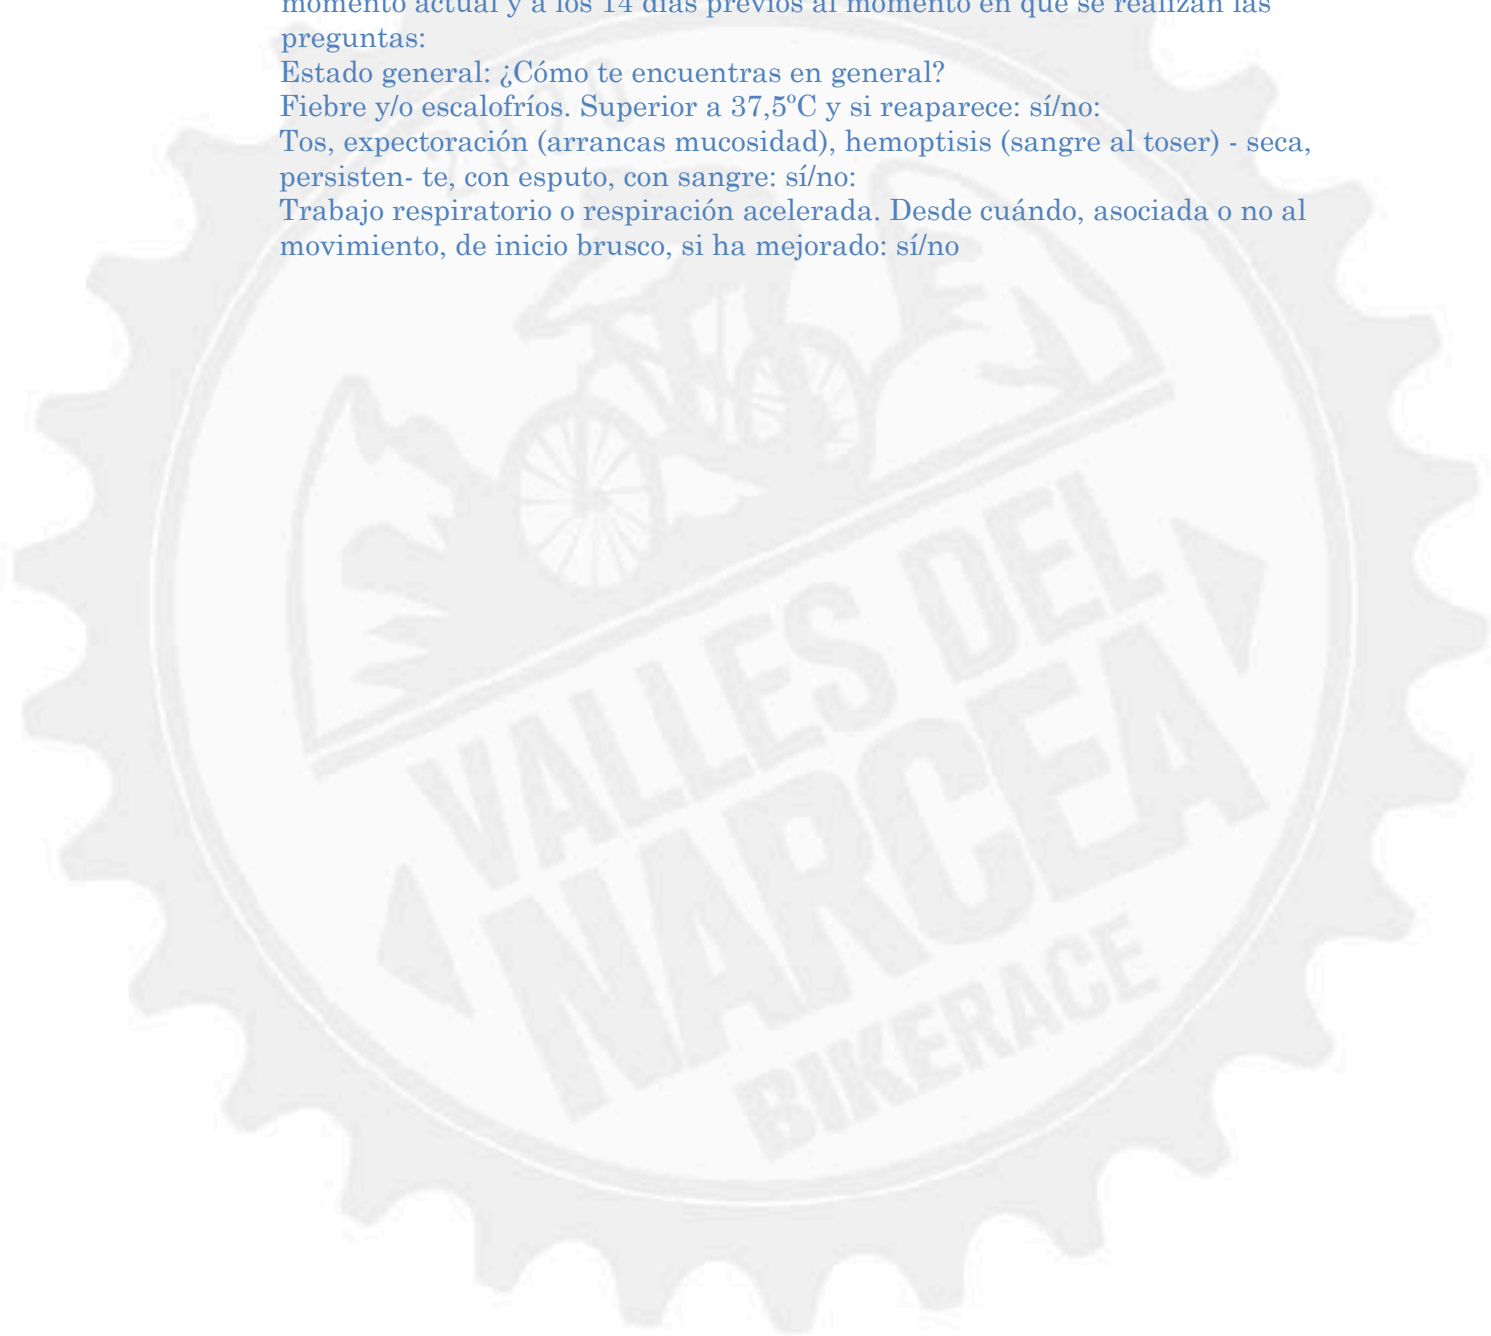 momento actual y a los 14 días previos al momento en que se realizan las
preguntas:
Estado general: ¿Cómo te encuentras en general?
Fiebre y/o escalofríos. Superior a 37,5ºC y si reaparece: sí/no:
Tos, expectoración (arrancas mucosidad), hemoptisis (sangre al toser) - seca,
persisten- te, con esputo, con sangre: sí/no:
Trabajo respiratorio o respiración acelerada. Desde cuándo, asociada o no al
movimiento, de inicio brusco, si ha mejorado: sí/no
2020
VALLES DEL
NARCEA
BIKERACE